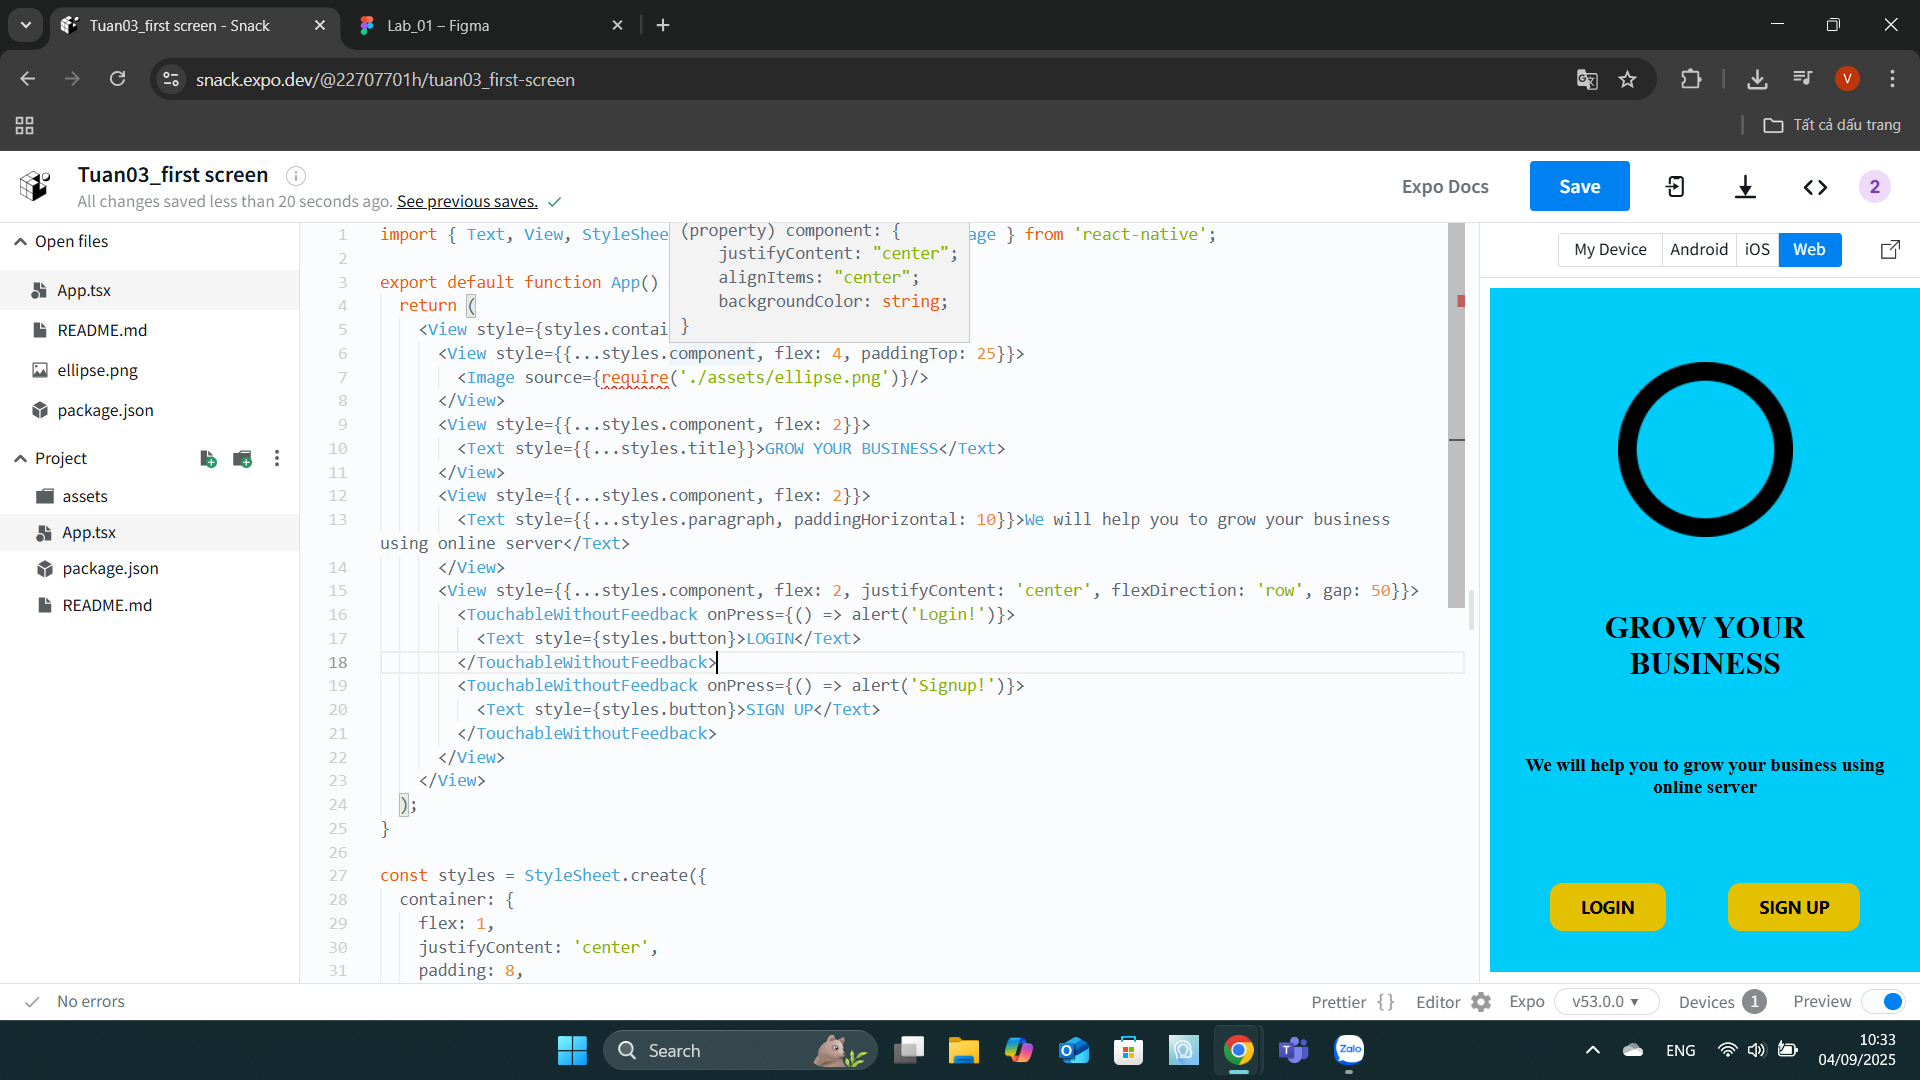 Tuan03_first screen - Snack
Lab_01 – Figma
snack.expo.dev/@22707701h/tuan03_first-screen
V
Tất cả dấu trang
Tuan03_first screen
All changes saved less than 20 seconds ago. See previous saves.
Expo Docs
Save
2
Open files
App.tsx
README.md
ellipse.png
package.json
Project
assets
App.tsx
package.json
README.md
(property) component: {
justifyContent: "center";
alignItems: "center";
backgroundColor: string;
}
1 import { Text, View, StyleShee age } from 'react-native';
2
3 export default function App()
4 return (
5 <View style={styles.contai
6 <View style={{...styles.component, flex: 4, paddingTop: 25}}>
7 <Image source={require('./assets/ellipse.png')}/>
8 </View>
9 <View style={{...styles.component, flex: 2}}>
10 <Text style={{...styles.title}}>GROW YOUR BUSINESS</Text>
11 </View>
12 <View style={{...styles.component, flex: 2}}>
13 <Text style={{...styles.paragraph, paddingHorizontal: 10}}>We will help you to grow your business
using online server</Text>
14 </View>
15 <View style={{...styles.component, flex: 2, justifyContent: 'center', flexDirection: 'row', gap: 50}}>
16 <TouchableWithoutFeedback onPress={() => alert('Login!')}>
17 <Text style={styles.button}>LOGIN</Text>
18 </TouchableWithoutFeedback>
19 <TouchableWithoutFeedback onPress={() => alert('Signup!')}>
20 <Text style={styles.button}>SIGN UP</Text>
21 </TouchableWithoutFeedback>
22 </View>
23 </View>
24 );
25 }
26
27 const styles = StyleSheet.create({
28 container: {
29 flex: 1,
30 justifyContent: 'center',
31 padding: 8,
My Device
Android
iOS
Web
GROW YOUR
BUSINESS
We will help you to grow your business using
online server
LOGIN
SIGN UP
No errors
Prettier {}
Editor
Expo
v53.0.0
Devices 1
Preview
Search
Zalo
ENG
10:33
04/09/2025